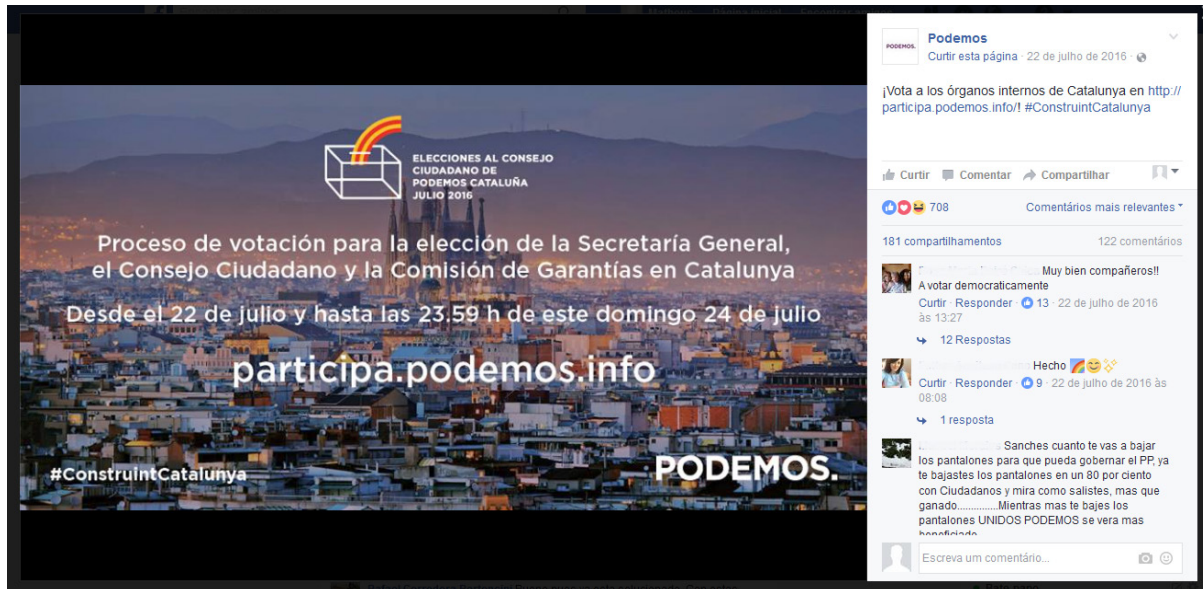 ELECCIONES AL CONSEJO
CIUDADANO DE
PODEMOS CATALUÑA
JULIO 2016
Proceso de votación para la elección de la Secretaría General,
el Consejo Ciudadano y la Comisión de Garantías en Catalunya
Desde el 22 de julio y hasta las 23.59 h de este domingo 24 de julio
participa.podemos.info
#ConstruintCatalunya
PODEMOS.
PODEMOS.
Podemos
Curtir esta página · 22 de julho de 2016 ·
¡Vota a los órganos internos de Catalunya en http://
participa.podemos.info/! #ConstruintCatalunya
Curtir Comentar Compartilhar
708 Comentários mais relevantes
181 compartilhamentos 122 comentários
Muy bien compañeros!!
A votar democraticamente
Curtir · Responder · 13 · 22 de julho de 2016
às 13:27
12 Respostas
Hecho
Curtir · Responder · 9 · 22 de julho de 2016 às
08:08
1 resposta
Sanches cuanto te vas a bajar
los pantalones para que pueda gobernar el PP, ya
te bajastes los pantalones en un 80 por ciento
con Ciudadanos y mira como salistes, mas que
ganado..............Mientras mas te bajes los
pantalones UNIDOS PODEMOS se vera mas
beneficiado
Escreva um comentário...